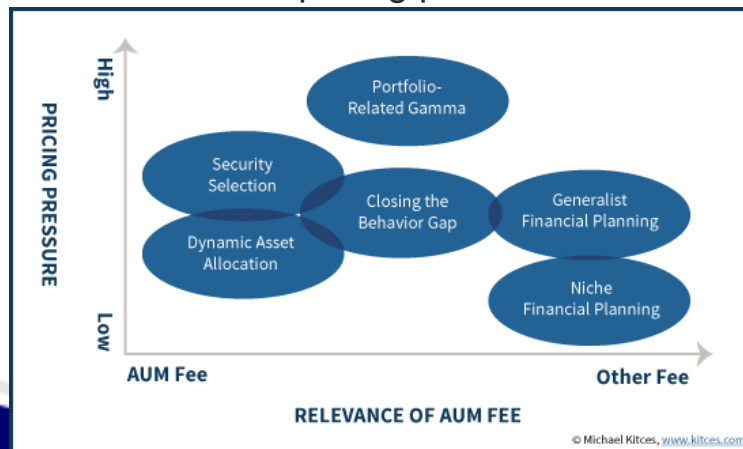 High
PRICING PRESSURE
Low
Portfolio-
Related Gamma
Security
Selection
Closing the
Behavior Gap
Generalist
Financial Planning
Dynamic Asset
Allocation
Niche
Financial Planning
AUM Fee
Other Fee
RELEVANCE OF AUM FEE
© Michael Kitces, www.kitces.com